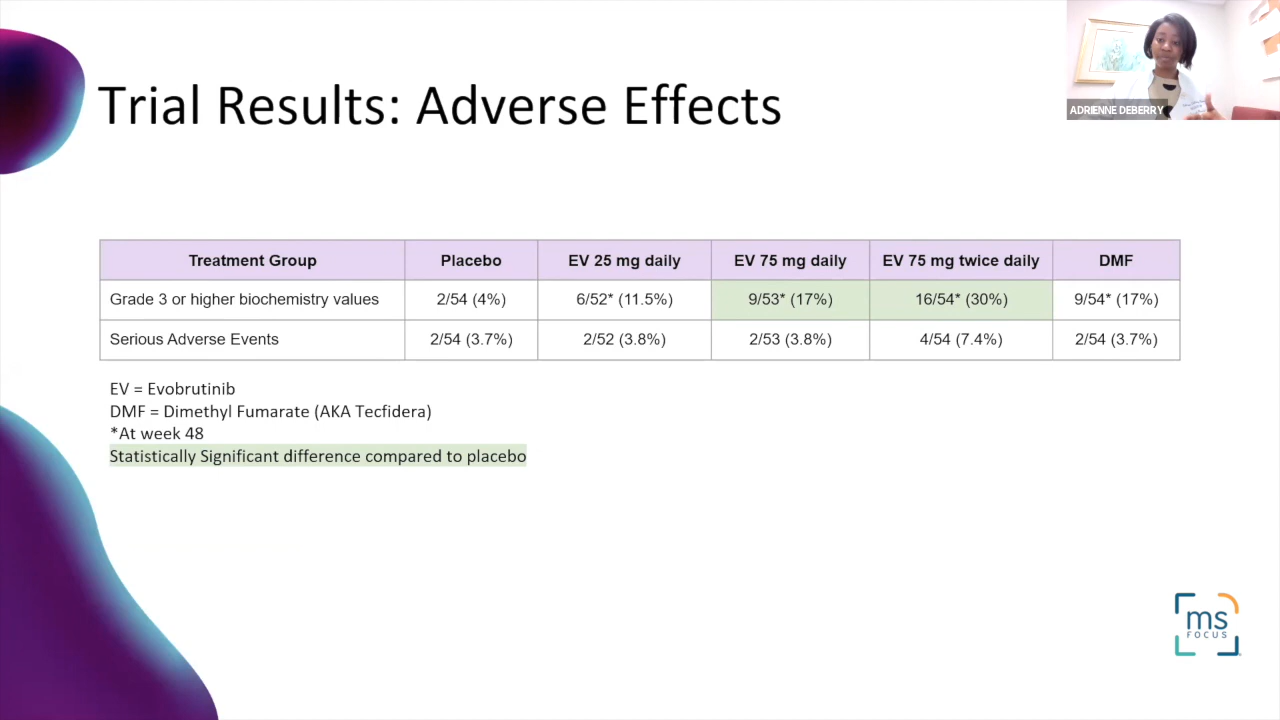 Trial Results: Adverse Effects
ADRIENNE DEBERRY
Treatment Group Placebo EV 25 mg daily EV 75 mg daily EV 75 mg twice daily DMF
Grade 3 or higher biochemistry values 2/54 (4%) 6/52* (11.5%) 9/53* (17%) 16/54* (30%) 9/54* (17%)
Serious Adverse Events 2/54 (3.7%) 2/52 (3.8%) 2/53 (3.8%) 4/54 (7.4%) 2/54 (3.7%)
EV = Evobrutinib
DMF = Dimethyl Fumarate (AKA Tecfidera)
*At week 48
Statistically Significant difference compared to placebo
ms
FOCUS